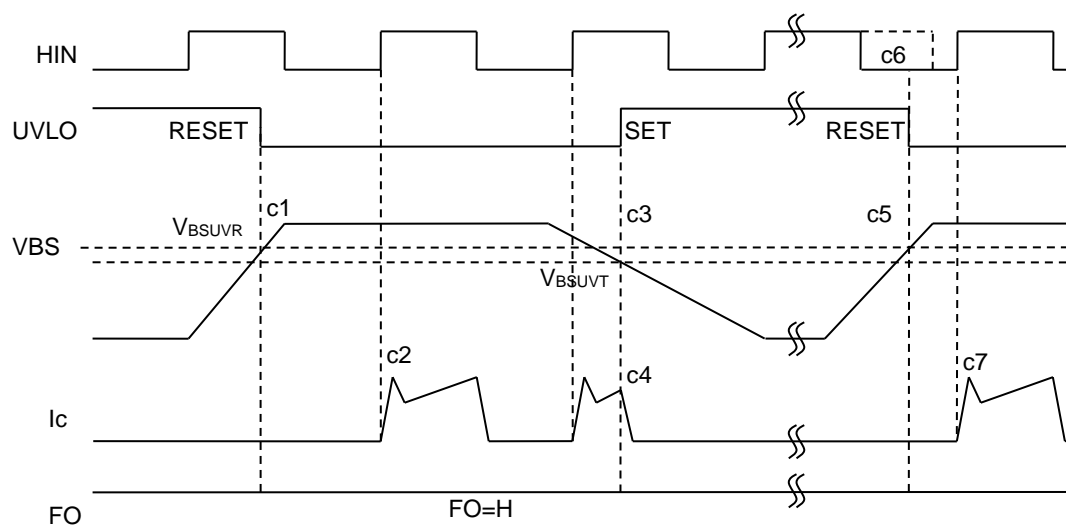 HIN
c6
UVLO
RESET
SET
RESET
c1
c3
c5
VBSUVR
VBS
VBSUVT
c2
c4
c7
Ic
FO=H
FO